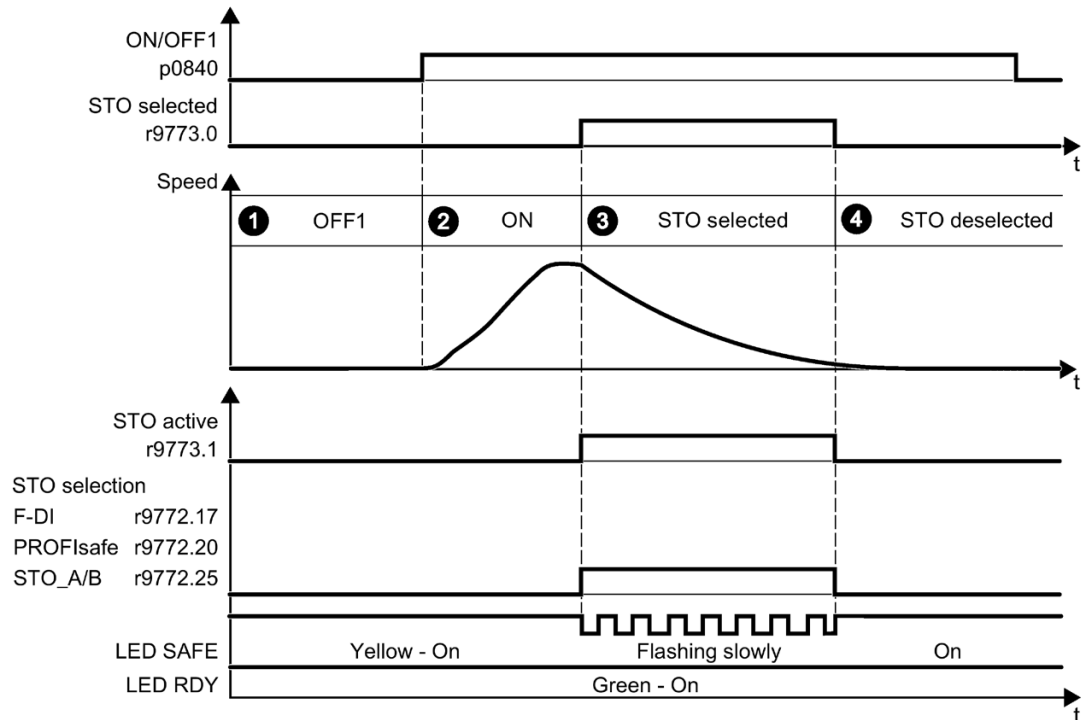 ON/OFF1
p0840
STO selected
r9773.0
t
Speed
1 OFF1 2 ON 3 STO selected 4 STO deselected
t
STO active
r9773.1
STO selection
F-DI r9772.17
PROFIsafe r9772.20
STO_A/B r9772.25
LED SAFE Yellow - On Flashing slowly On
LED RDY Green - On
t